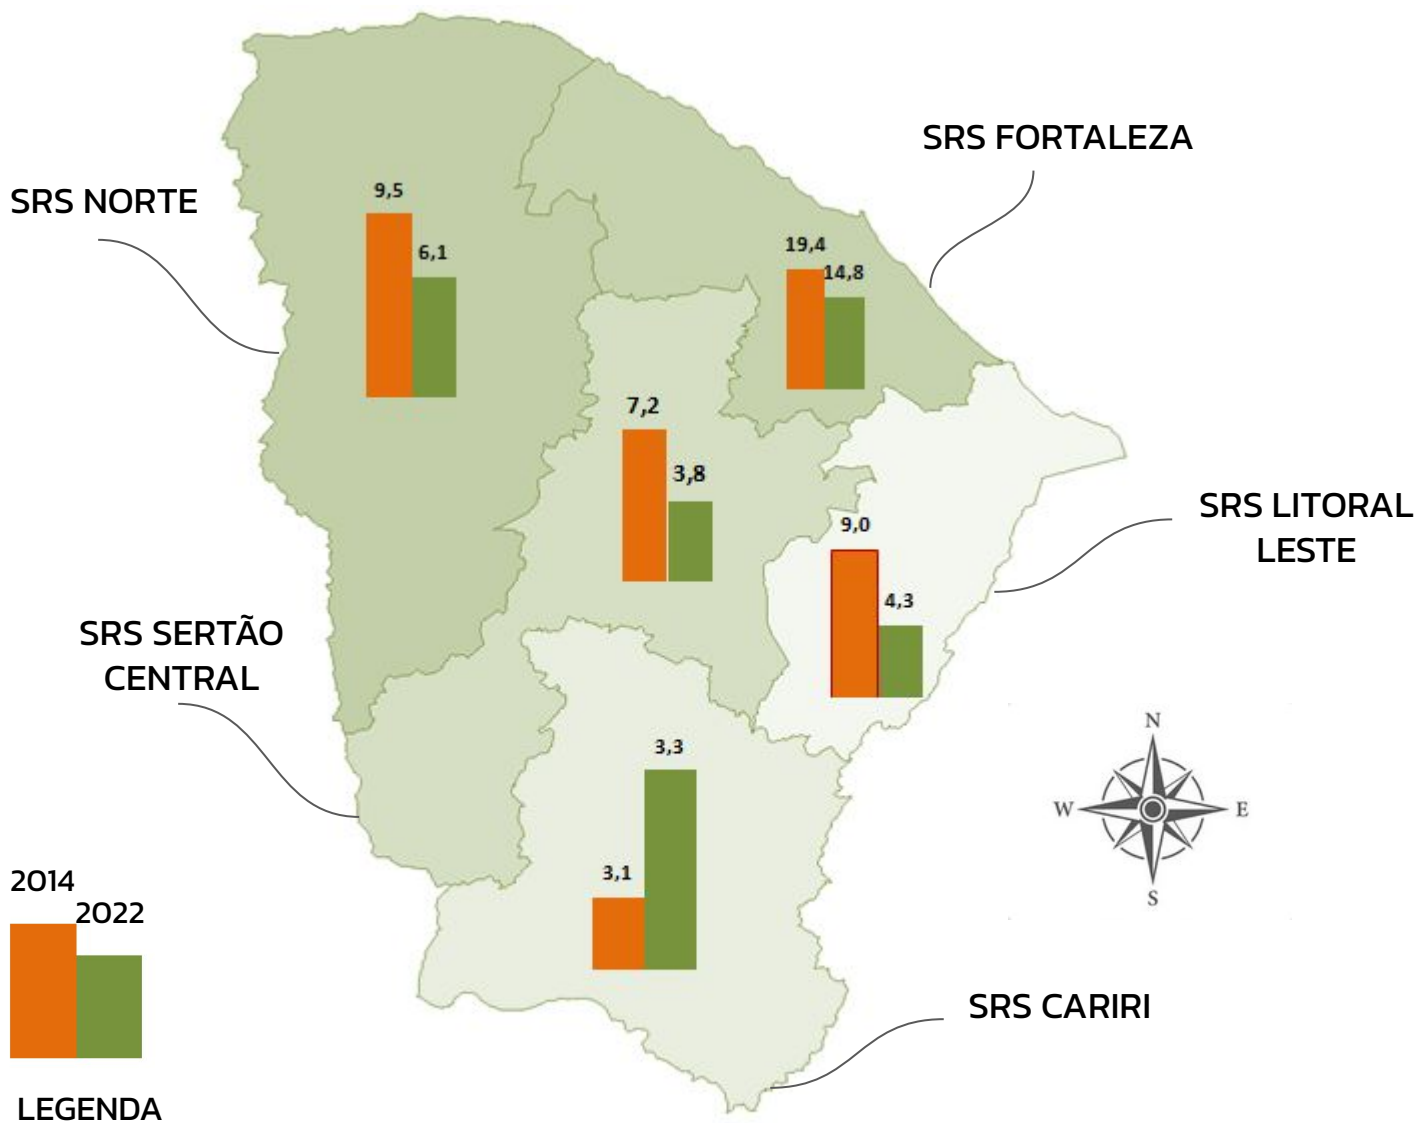 SRS FORTALEZA
SRS NORTE
9,5
6,1
19,4
14,8
7,2
3,8
SRS LITORAL
LESTE
9,0
4,3
SRS SERTÃO
CENTRAL
3,3
3,1
N
W
E
S
2014
2022
SRS CARIRI
LEGENDA